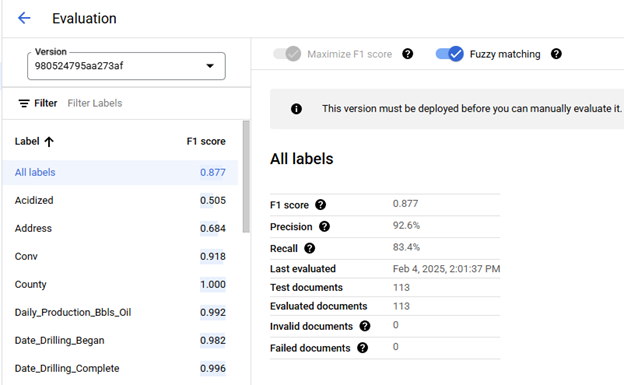 Evaluation
Version
980524795aa273af
Filter Filter Labels
Label F1 score
All labels 0.877
Acidized 0.505
Address 0.684
Conv 0.918
County 1.000
Daily_Production_Bbls_Oil 0.992
Date_Drilling_Began 0.982
Date_Drilling_Complete 0.996
Maximize F1 score ? Fuzzy matching ?
This version must be deployed before you can manually evaluate it.
All labels
F1 score ? 0.877
Precision ? 92.6%
Recall ? 83.4%
Last evaluated Feb 4, 2025, 2:01:37 PM
Test documents 113
Evaluated documents 113
Invalid documents ? 0
Failed documents ? 0